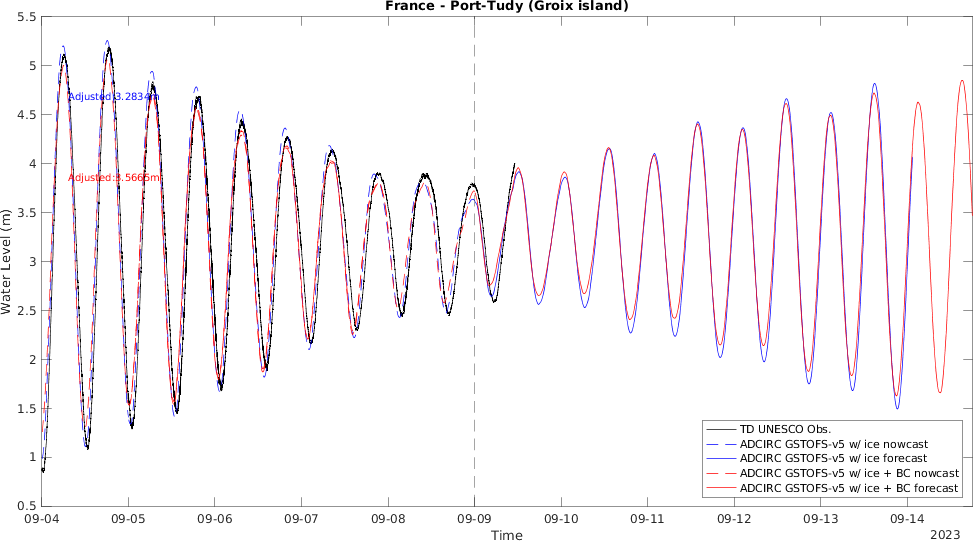 France - Port-Tudy (Groix island)
5.5
5
4.5
4
3.5
3
2.5
2
1.5
1
0.5
Water Level (m)
Adjusted:3.2834m
Adjusted:3.5665m
TD UNESCO Obs.
ADCIRC GSTOFS-v5 w/ ice nowcast
ADCIRC GSTOFS-v5 w/ ice forecast
ADCIRC GSTOFS-v5 w/ ice + BC nowcast
ADCIRC GSTOFS-v5 w/ ice + BC forecast
09-04 09-05 09-06 09-07 09-08 09-09 09-10 09-11 09-12 09-13 09-14
Time
2023